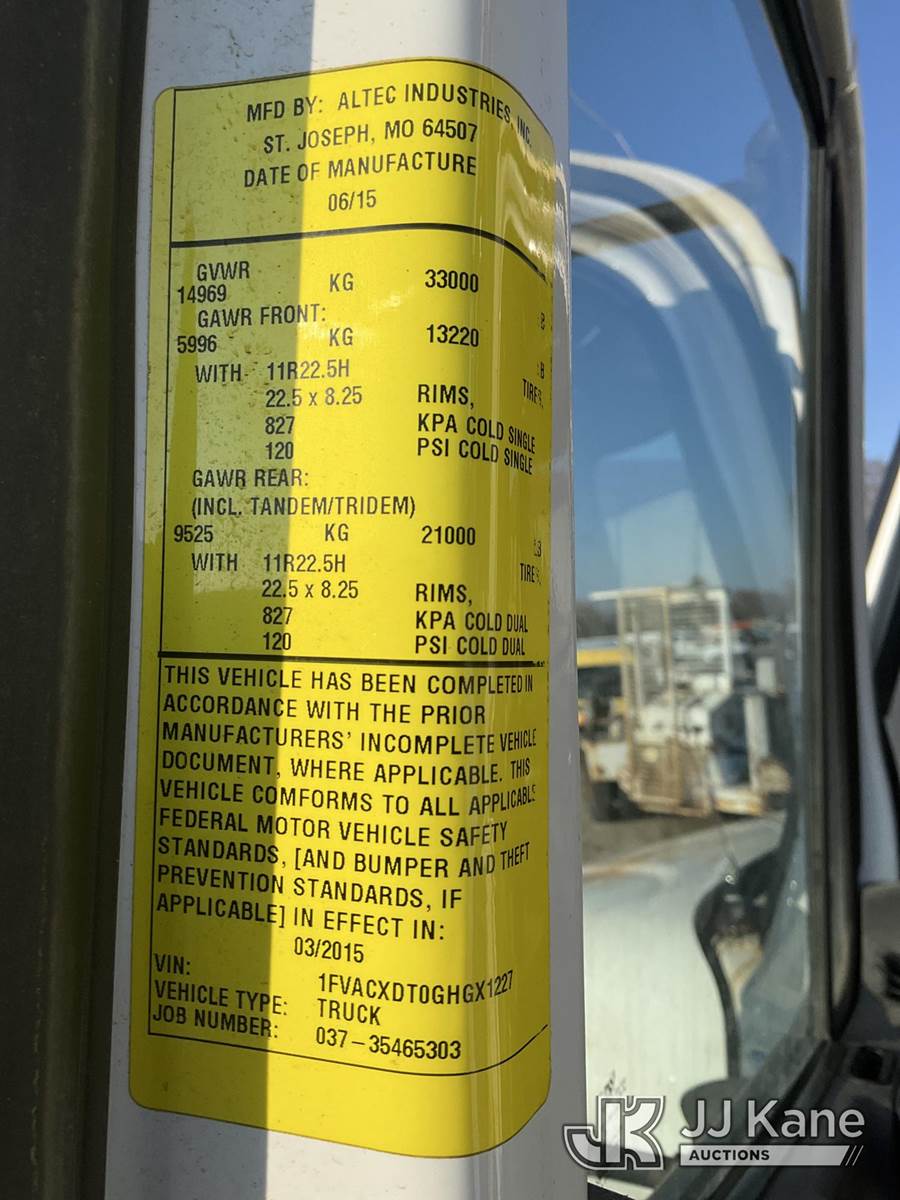 MFD BY: ALTEC INDUSTRIES, INC.
ST. JOSEPH, MO 64507
DATE OF MANUFACTURE
06/15
GVWR
14969 KG 33000
GAWR FRONT:
5996 KG 13220
WITH 11R22.5H
22.5 x 8.25 RIMS,
827 KPA COLD SINGLE
120 PSI COLD SINGLE
GAWR REAR:
(INCL. TANDEM/TRIDEM)
9525 KG 21000
WITH 11R22.5H
22.5 x 8.25 RIMS,
827 KPA COLD DUAL
120 PSI COLD DUAL
THIS VEHICLE HAS BEEN COMPLETED IN
ACCORDANCE WITH THE PRIOR
MANUFACTURERS' INCOMPLETE VEHICLE
DOCUMENT, WHERE APPLICABLE. THIS
VEHICLE COMFORMS TO ALL APPLICABLE
FEDERAL MOTOR VEHICLE SAFETY
STANDARDS, [AND BUMPER AND THEFT
PREVENTION STANDARDS, IF
APPLICABLE] IN EFFECT IN:
03/2015
VIN: 1FVACXDT0GHGX1227
VEHICLE TYPE: TRUCK
JOB NUMBER: 037-35465303
JK JJ Kane
AUCTIONS